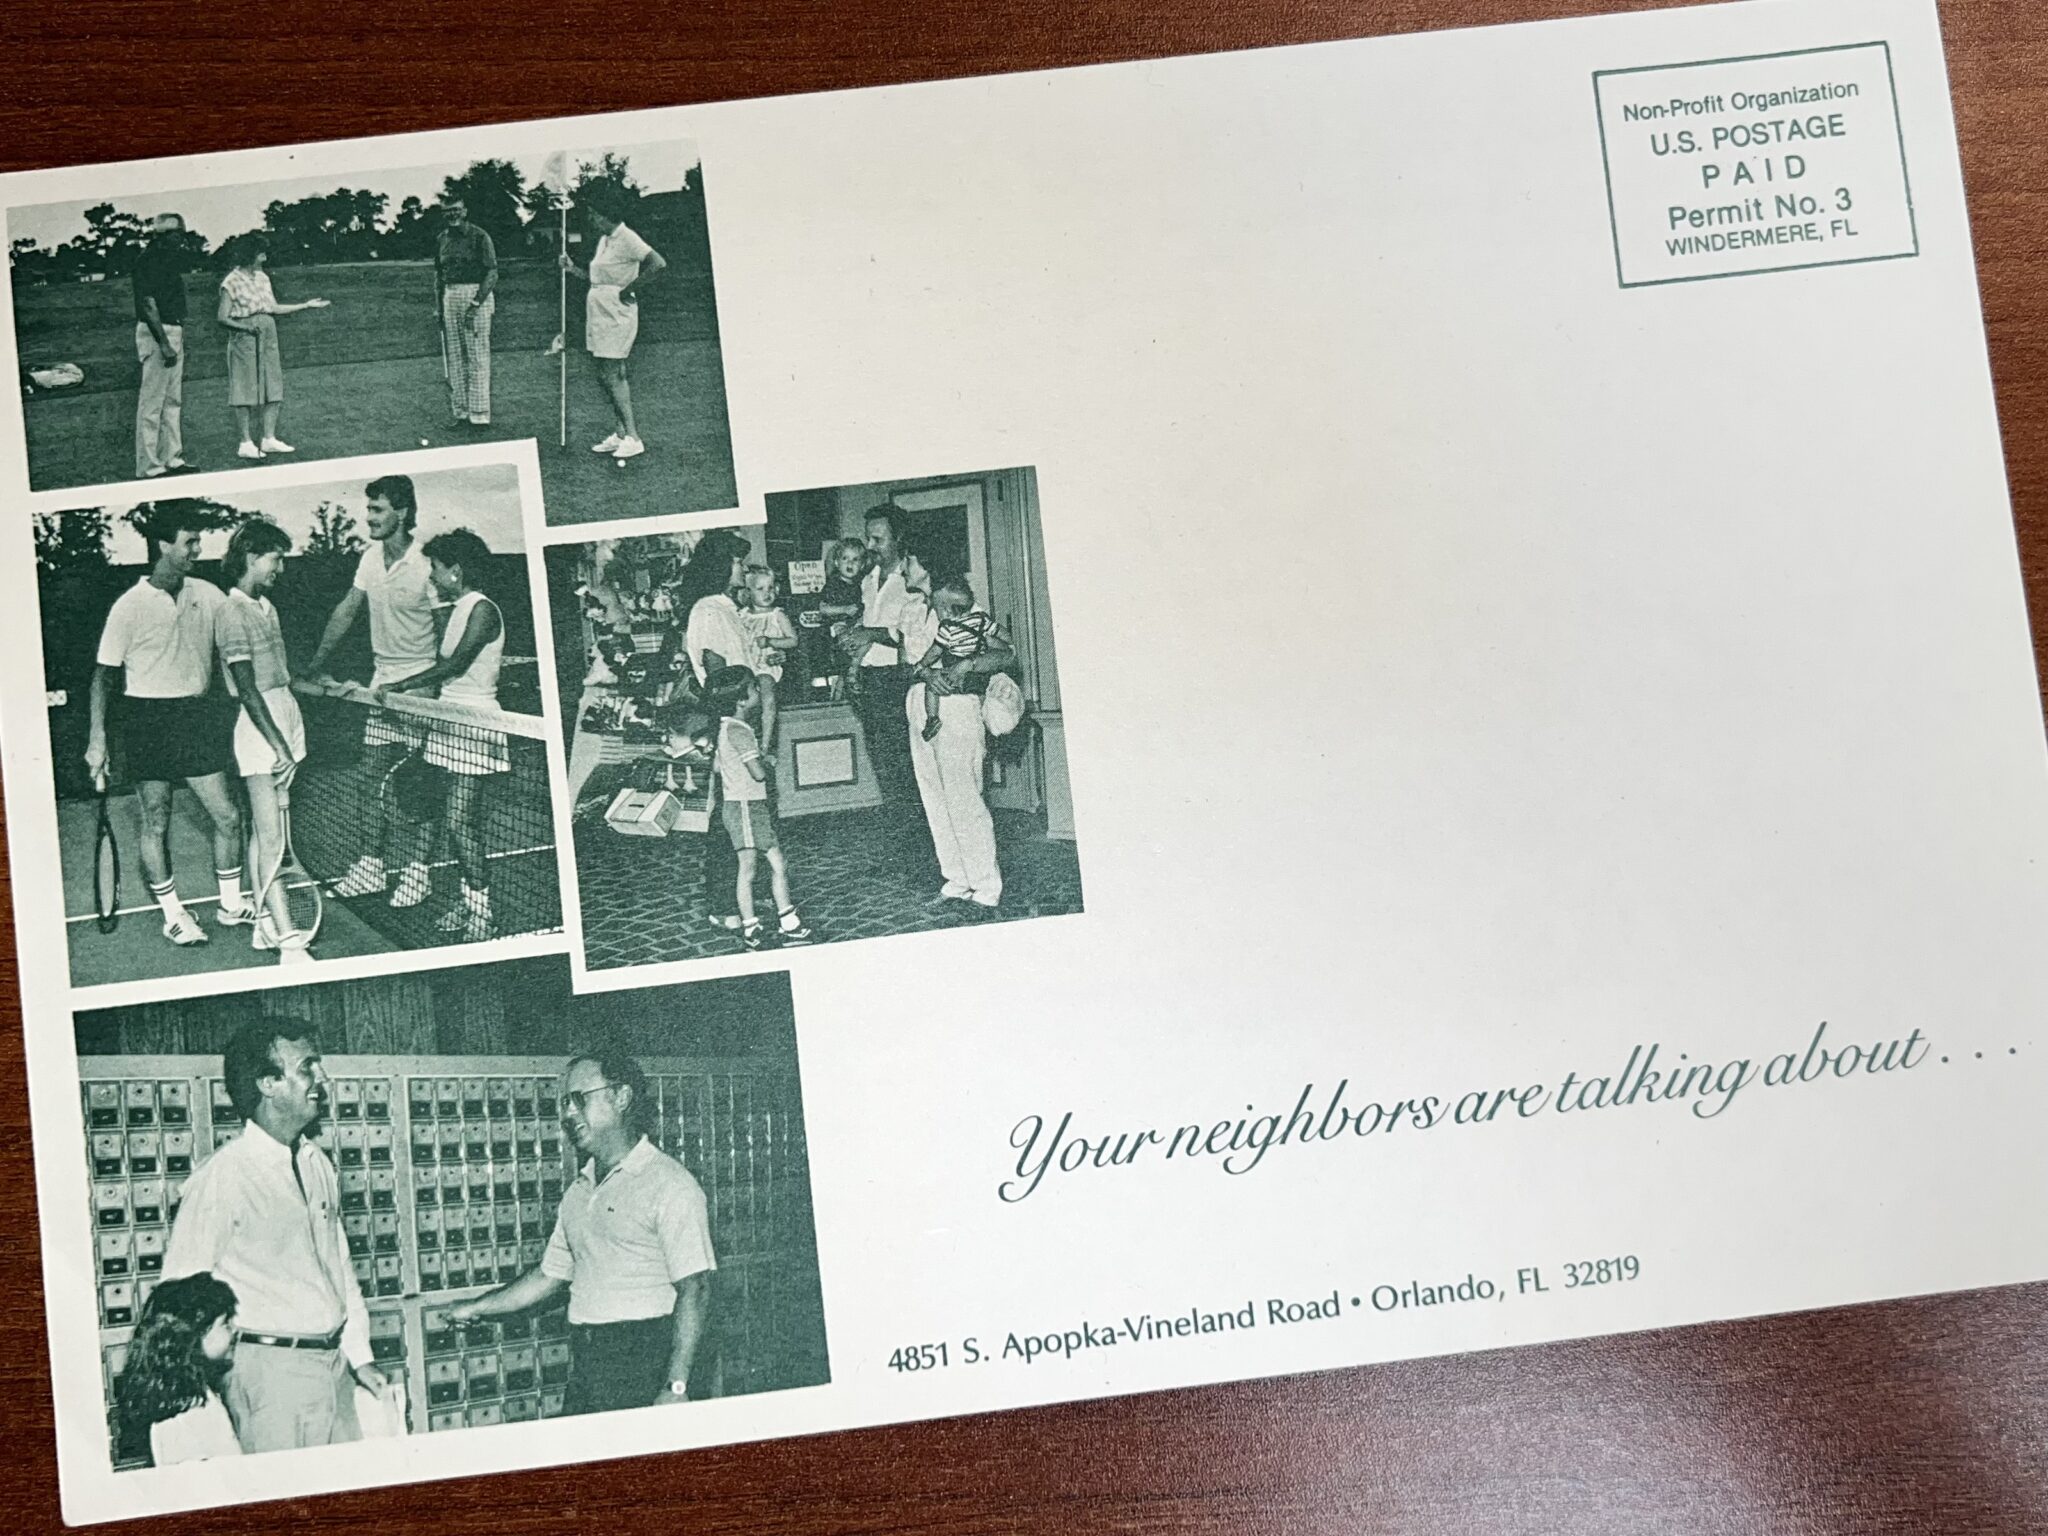 Non-Profit Organization
U.S. POSTAGE
PAID
Permit No. 3
WINDERMERE, FL
Open
Your neighbors are talking about . . .
4851 S. Apopka-Vineland Road • Orlando, FL 32819